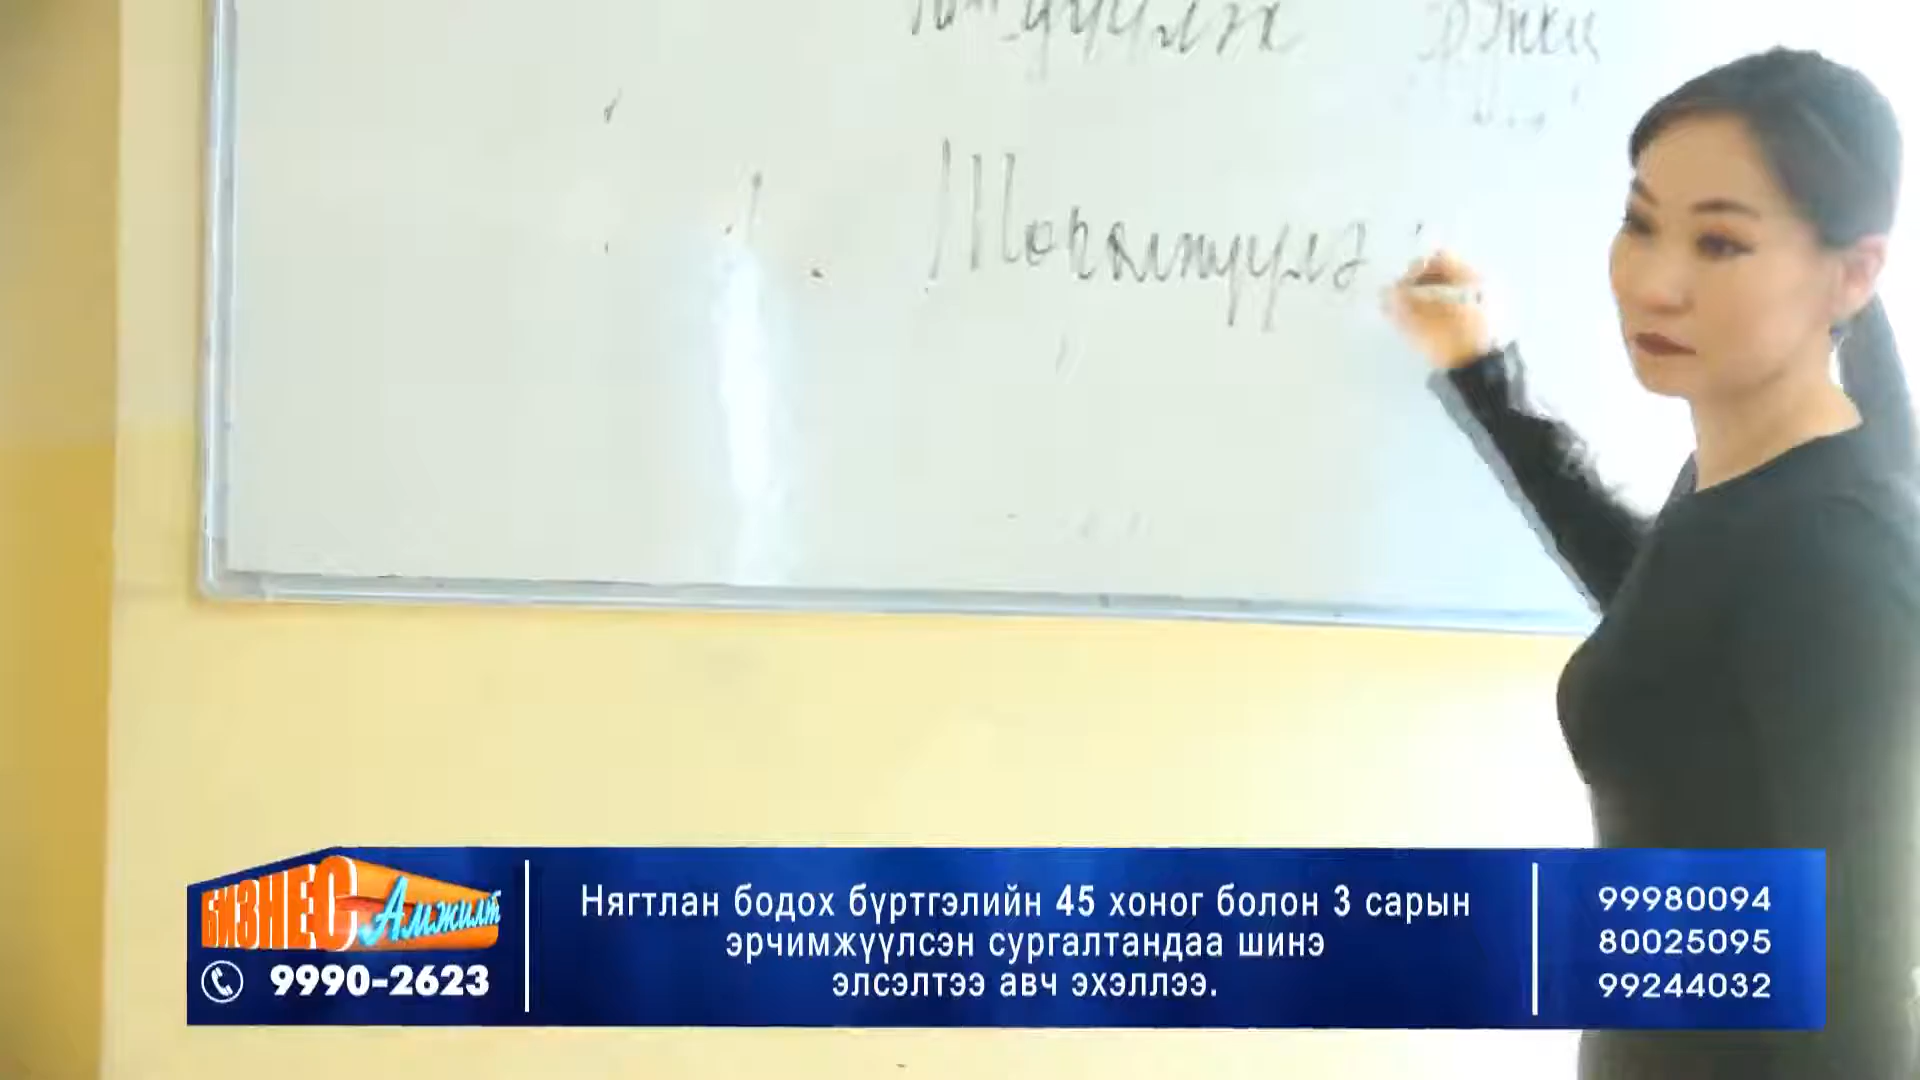 БИЗНЕС Амжилт
9990-2623
Нягтлан бодох бүртгэлийн 45 хоног болон 3 сарын
эрчимжүүлсэн сургалтандаа шинэ
элсэлтээ авч эхэллээ.
99980094
80025095
99244032